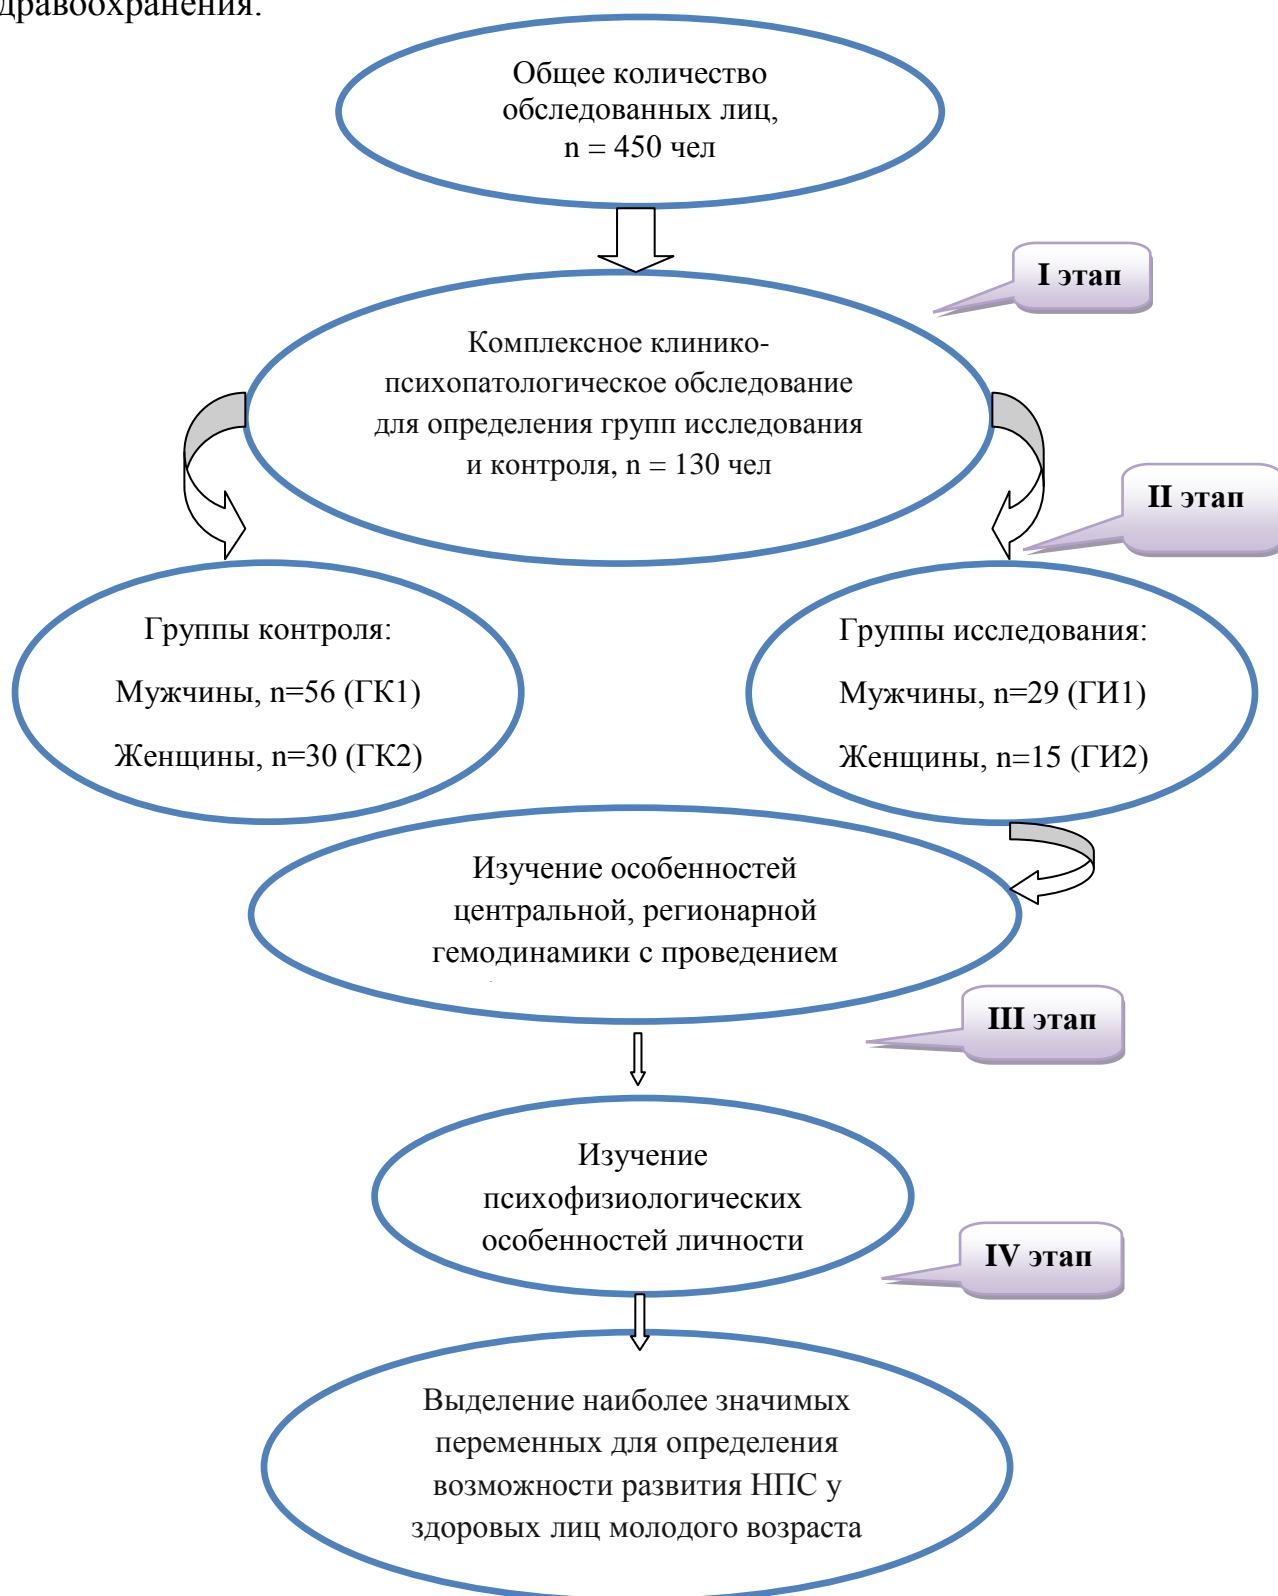 дравоохранения.
Общее количество
обследованных лиц,
n = 450 чел
I этап
Комплексное клинико-
психопатологическое обследование
для определения групп исследования
и контроля, n = 130 чел
II этап
Группы контроля:
Мужчины, n=56 (ГК1)
Женщины, n=30 (ГК2)
Группы исследования:
Мужчины, n=29 (ГИ1)
Женщины, n=15 (ГИ2)
Изучение особенностей
центральной, регионарной
гемодинамики с проведением
III этап
Изучение
психофизиологических
особенностей личности
IV этап
Выделение наиболее значимых
переменных для определения
возможности развития НПС у
здоровых лиц молодого возраста